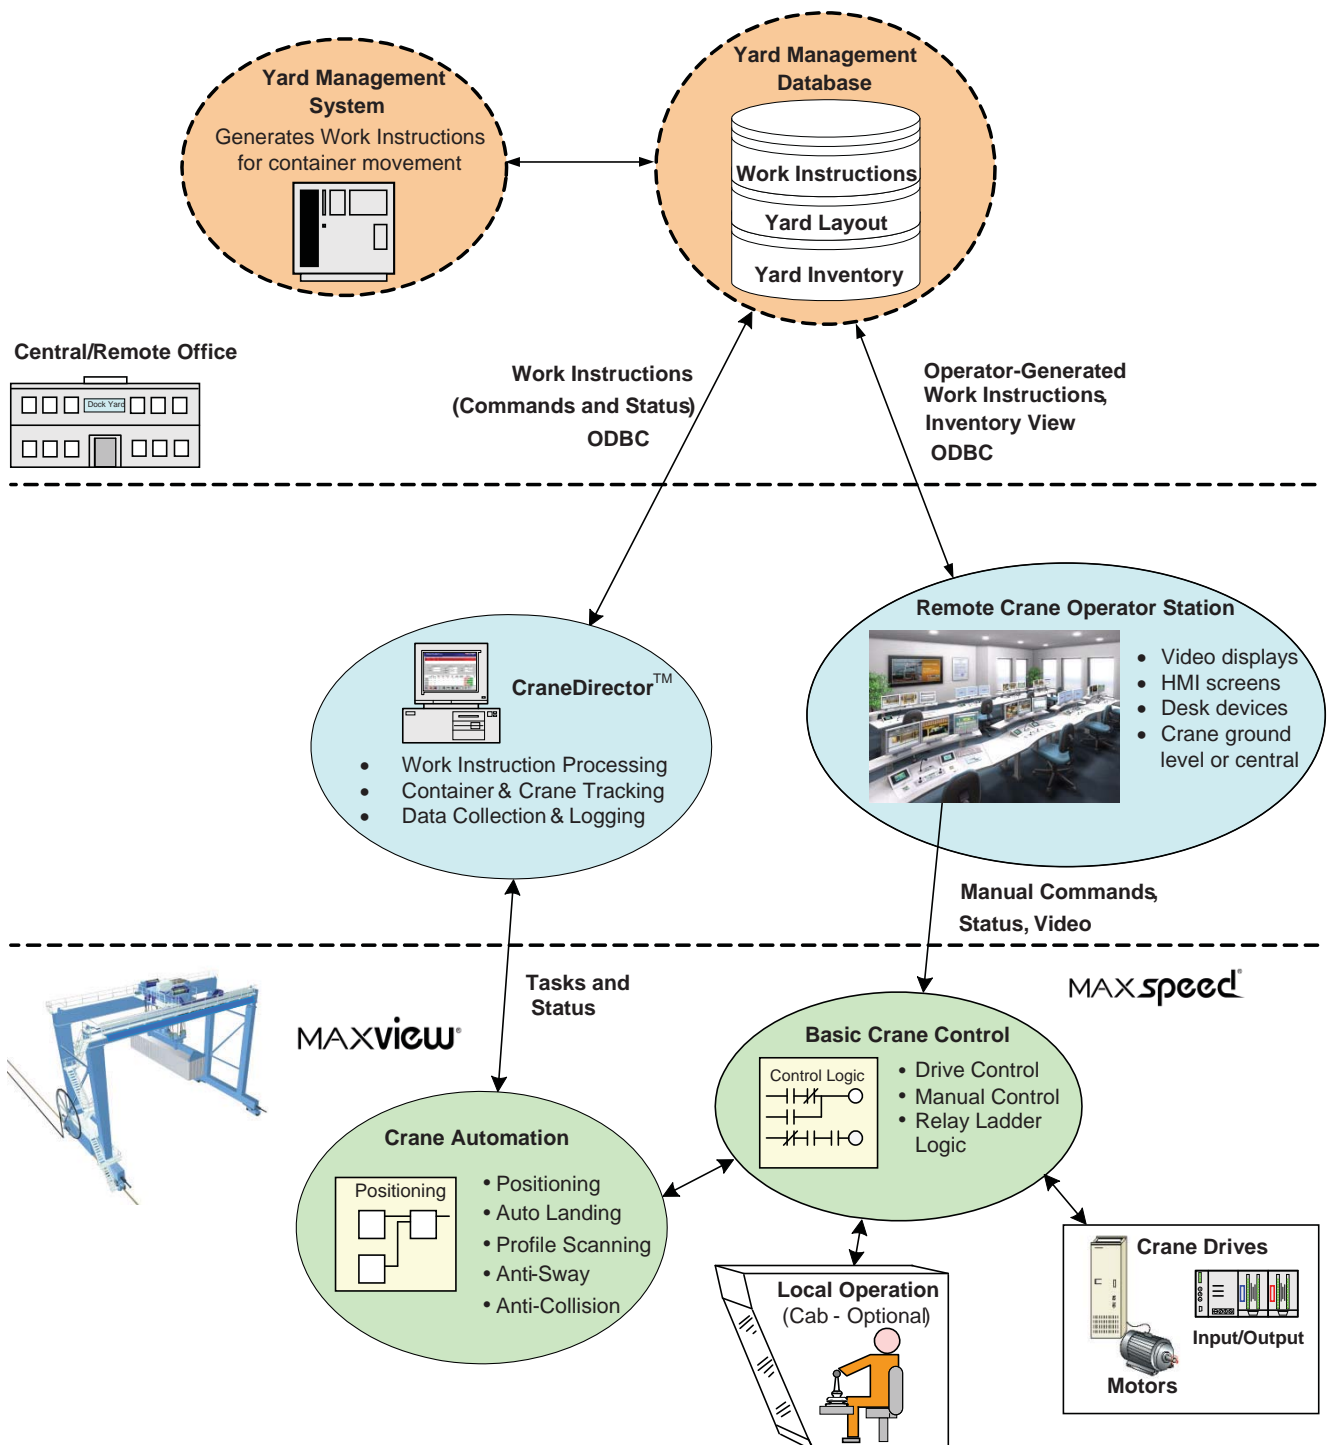 Yard Management
System
Generates Work Instructions
for container movement
Yard Management
Database
Work Instructions
Yard Layout
Yard Inventory
Central/Remote Office
Dock Yard
Work Instructions
(Commands and Status)
ODBC
Operator-Generated
Work Instructions,
Inventory View
ODBC
CraneDirector™
• Work Instruction Processing
• Container & Crane Tracking
• Data Collection & Logging
Remote Crane Operator Station
• Video displays
• HMI screens
• Desk devices
• Crane ground
level or central
Manual Commands,
Status, Video
Tasks and
Status
MAXview®
MAXspeed®
Crane Automation
Positioning
• Positioning
• Auto Landing
• Profile Scanning
• Anti-Sway
• Anti-Collision
Basic Crane Control
Control Logic
• Drive Control
• Manual Control
• Relay Ladder
Logic
Local Operation
(Cab - Optional)
Crane Drives
Input/Output
Motors